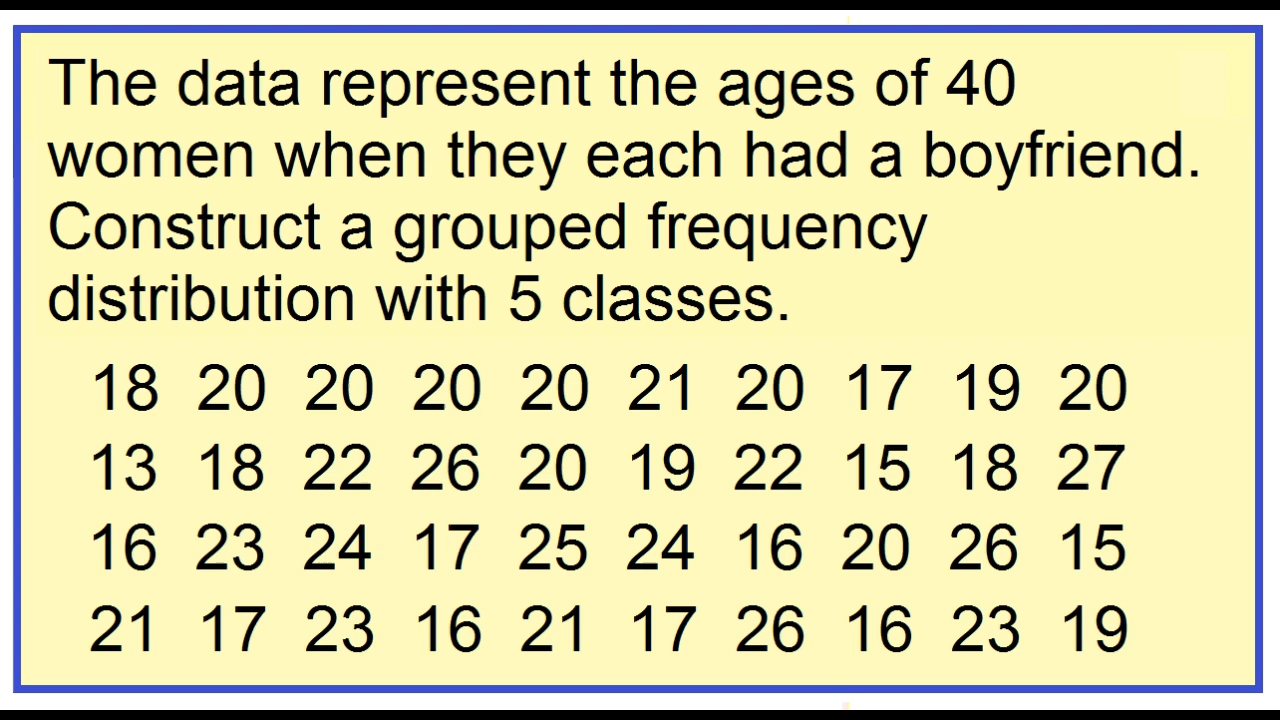 The data represent the ages of 40
women when they each had a boyfriend.
Construct a grouped frequency
distribution with 5 classes.
18 20 20 20 20 21 20 17 19 20
13 18 22 26 20 19 22 15 18 27
16 23 24 17 25 24 16 20 26 15
21 17 23 16 21 17 26 16 23 19